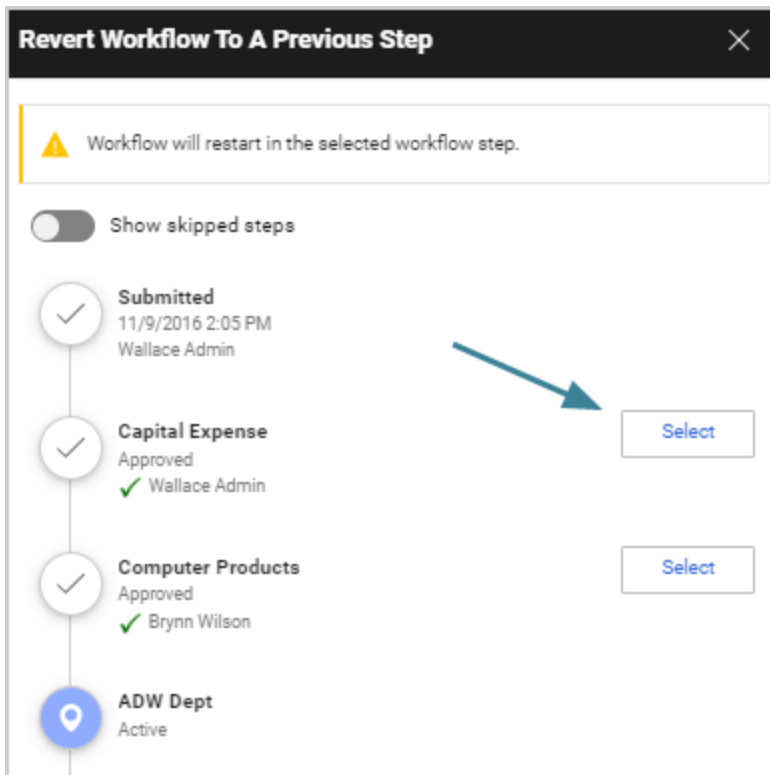 Revert Workflow To A Previous Step
Workflow will restart in the selected workflow step.
Show skipped steps
Submitted
11/9/2016 2:05 PM
Wallace Admin
Capital Expense
Select
Approved
Wallace Admin
Computer Products
Select
Approved
Brynn Wilson
ADW Dept
Active